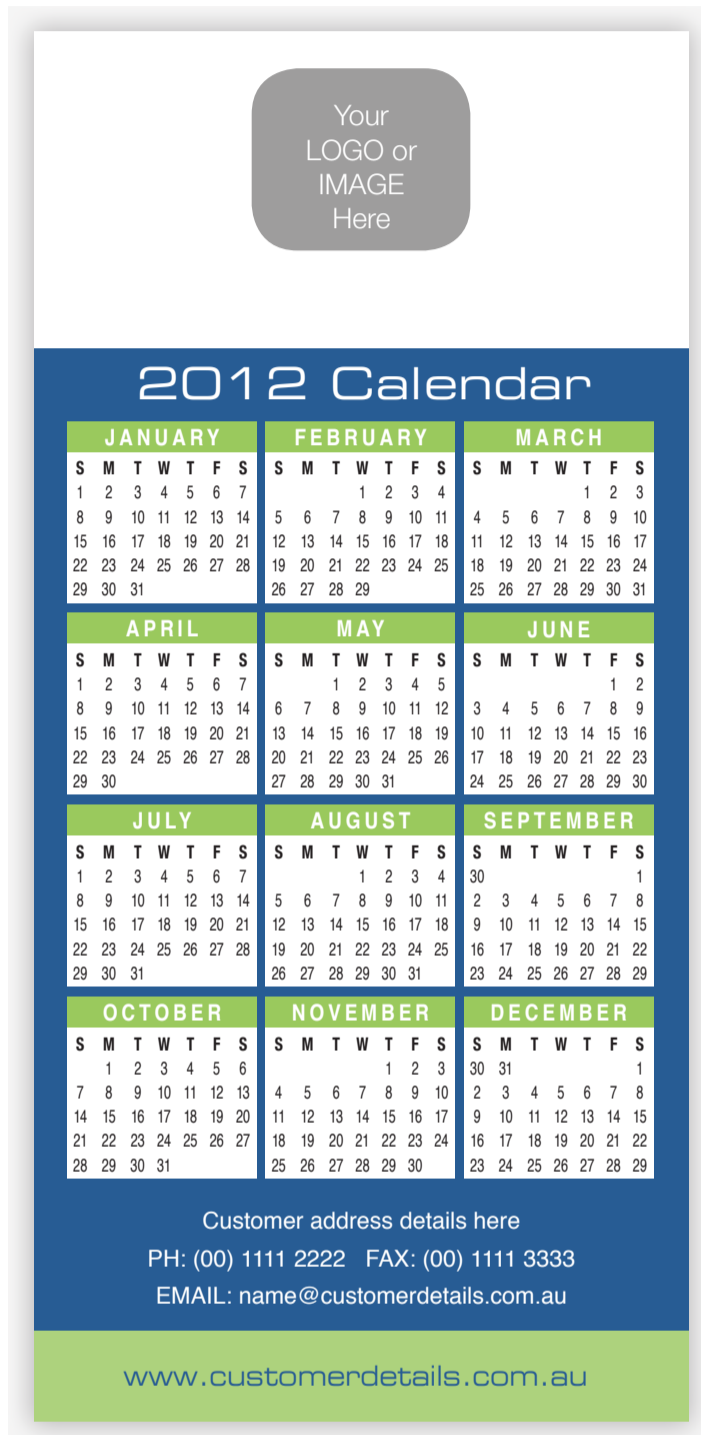 Your
LOGO or
IMAGE
Here
2012 Calendar
JANUARY
S M T W T F S
1 2 3 4 5 6 7
8 9 10 11 12 13 14
15 16 17 18 19 20 21
22 23 24 25 26 27 28
29 30 31
FEBRUARY
S M T W T F S
1 2 3 4
5 6 7 8 9 10 11
12 13 14 15 16 17 18
19 20 21 22 23 24 25
26 27 28 29
MARCH
S M T W T F S
1 2 3
4 5 6 7 8 9 10
11 12 13 14 15 16 17
18 19 20 21 22 23 24
25 26 27 28 29 30 31
APRIL
S M T W T F S
1 2 3 4 5 6 7
8 9 10 11 12 13 14
15 16 17 18 19 20 21
22 23 24 25 26 27 28
29 30
MAY
S M T W T F S
1 2 3 4 5
6 7 8 9 10 11 12
13 14 15 16 17 18 19
20 21 22 23 24 25 26
27 28 29 30 31
JUNE
S M T W T F S
1 2
3 4 5 6 7 8 9
10 11 12 13 14 15 16
17 18 19 20 21 22 23
24 25 26 27 28 29 30
JULY
S M T W T F S
1 2 3 4 5 6 7
8 9 10 11 12 13 14
15 16 17 18 19 20 21
22 23 24 25 26 27 28
29 30 31
AUGUST
S M T W T F S
1 2 3 4
5 6 7 8 9 10 11
12 13 14 15 16 17 18
19 20 21 22 23 24 25
26 27 28 29 30 31
SEPTEMBER
S M T W T F S
30 1
2 3 4 5 6 7 8
9 10 11 12 13 14 15
16 17 18 19 20 21 22
23 24 25 26 27 28 29
OCTOBER
S M T W T F S
1 2 3 4 5 6
7 8 9 10 11 12 13
14 15 16 17 18 19 20
21 22 23 24 25 26 27
28 29 30 31
NOVEMBER
S M T W T F S
1 2 3
4 5 6 7 8 9 10
11 12 13 14 15 16 17
18 19 20 21 22 23 24
25 26 27 28 29 30
DECEMBER
S M T W T F S
30 31 1
2 3 4 5 6 7 8
9 10 11 12 13 14 15
16 17 18 19 20 21 22
23 24 25 26 27 28 29
Customer address details here
PH: (00) 1111 2222 FAX: (00) 1111 3333
EMAIL: name@customerdetails.com.au
www.customerdetails.com.au